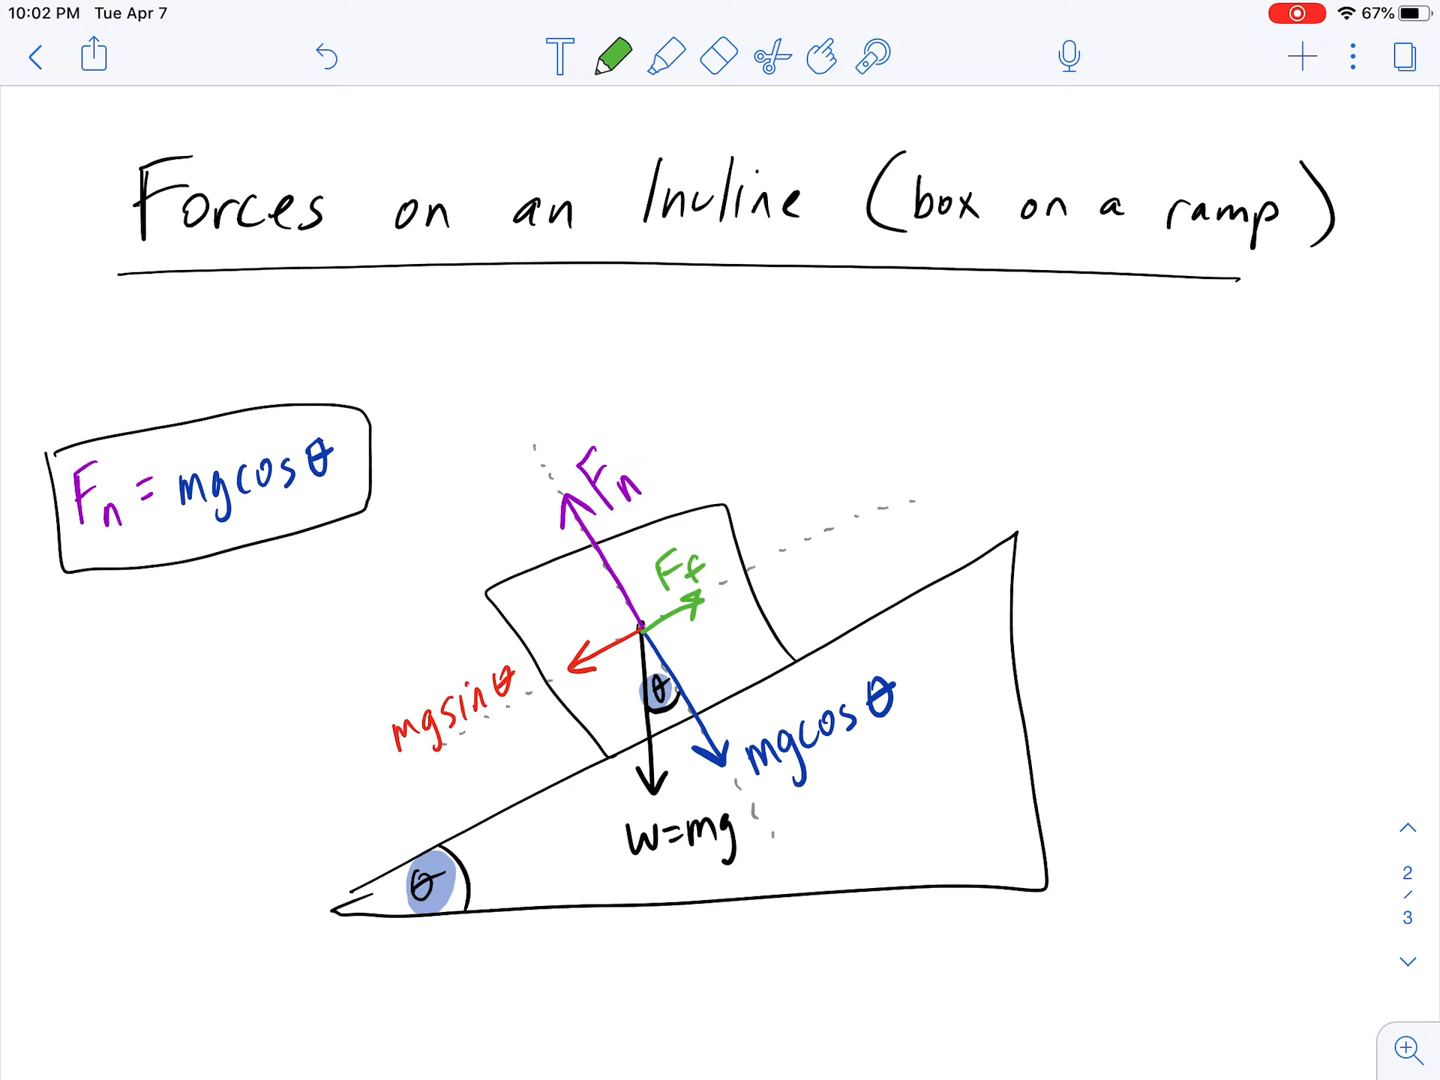 10:02 PM Tue Apr 7 67%
T
Forces on an Incline (box on a ramp)
Fn = mgcosθ
Fn
Ff
mgsinθ
θ
mgcosθ
W=mg
θ
2
/
3